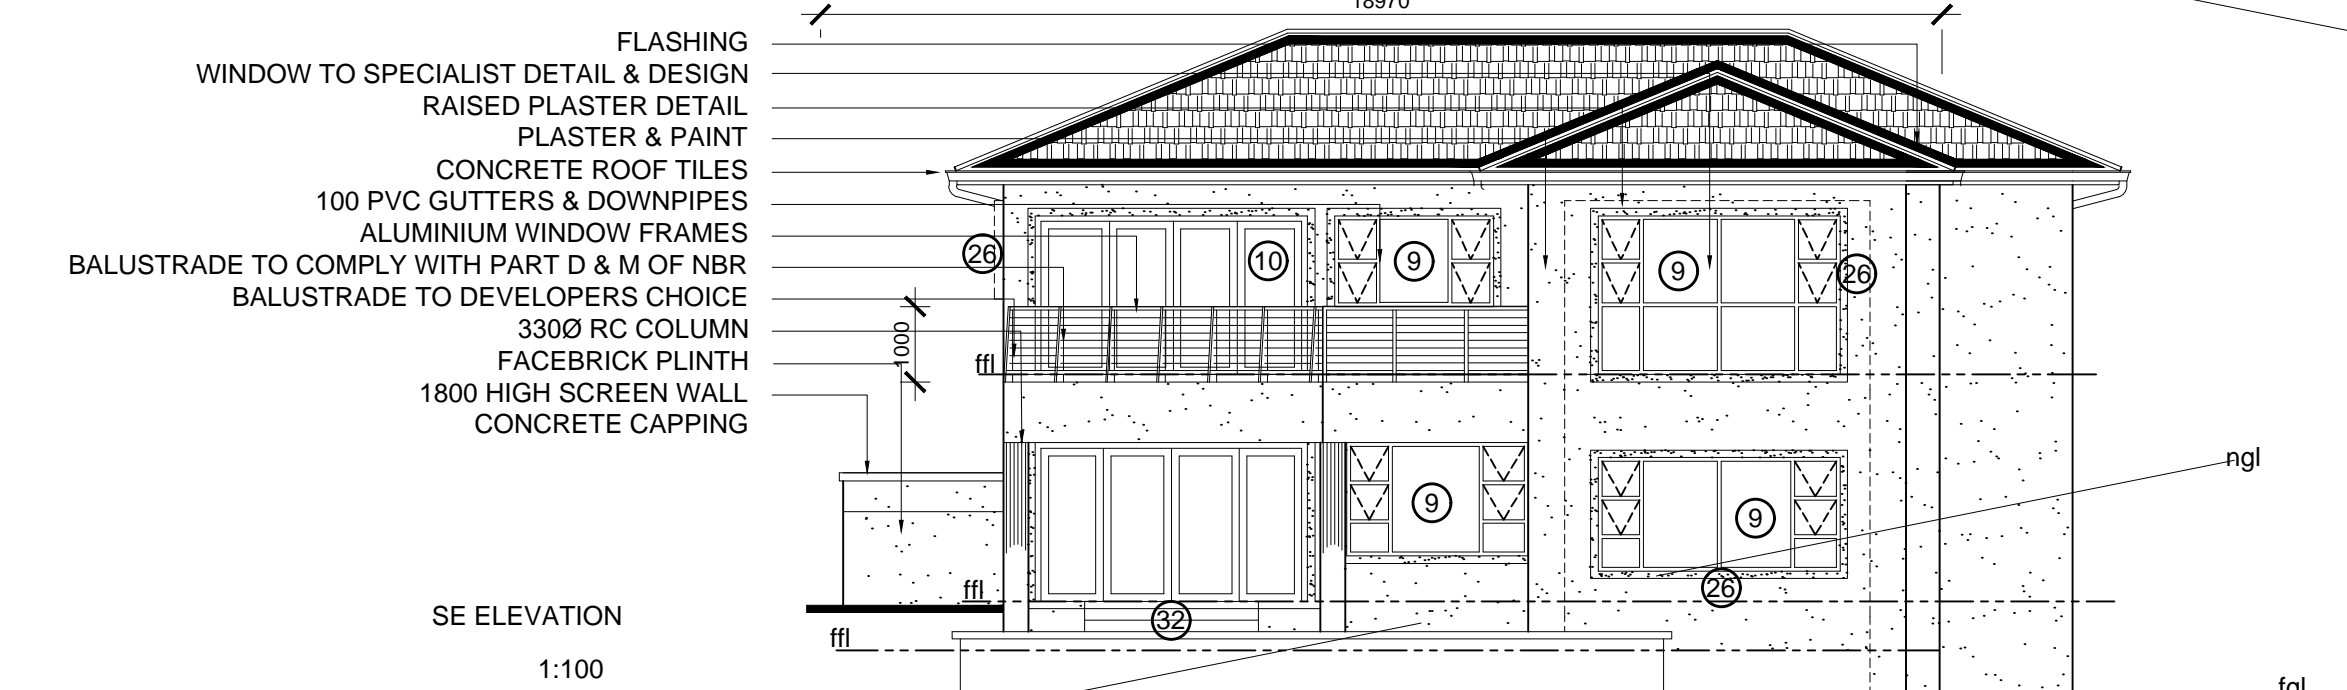 18970
FLASHING
WINDOW TO SPECIALIST DETAIL & DESIGN
RAISED PLASTER DETAIL
PLASTER & PAINT
CONCRETE ROOF TILES
100 PVC GUTTERS & DOWNPIPES
ALUMINIUM WINDOW FRAMES
BALUSTRADE TO COMPLY WITH PART D & M OF NBR
BALUSTRADE TO DEVELOPERS CHOICE
330Ø RC COLUMN
FACEBRICK PLINTH
1800 HIGH SCREEN WALL
CONCRETE CAPPING
26
10
9
9
26
1000
ffl
ngl
9
9
26
ffl
32
ffl
SE ELEVATION
1:100
fgl